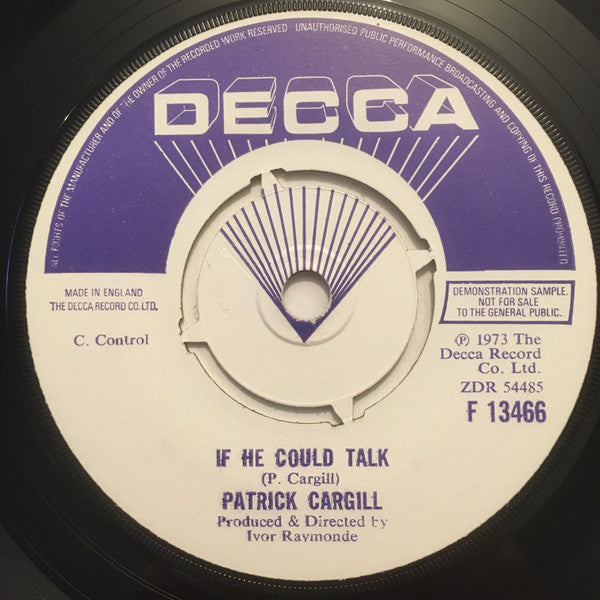 ALL RIGHTS OF THE MANUFACTURER AND OF THE OWNER OF THE RECORDED WORK RESERVED UNAUTHORISED PUBLIC PERFORMANCE BROADCASTING AND COPYING OF THIS RECORD PROHIBITED
DECCA
MADE IN ENGLAND
THE DECCA RECORD CO. LTD.
C. Control
DEMONSTRATION SAMPLE.
NOT FOR SALE
TO THE GENERAL PUBLIC.
℗ 1973 The
Decca Record
Co. Ltd.
ZDR 54485
F 13466
IF HE COULD TALK
(P. Cargill)
PATRICK CARGILL
Produced & Directed by
Ivor Raymonde